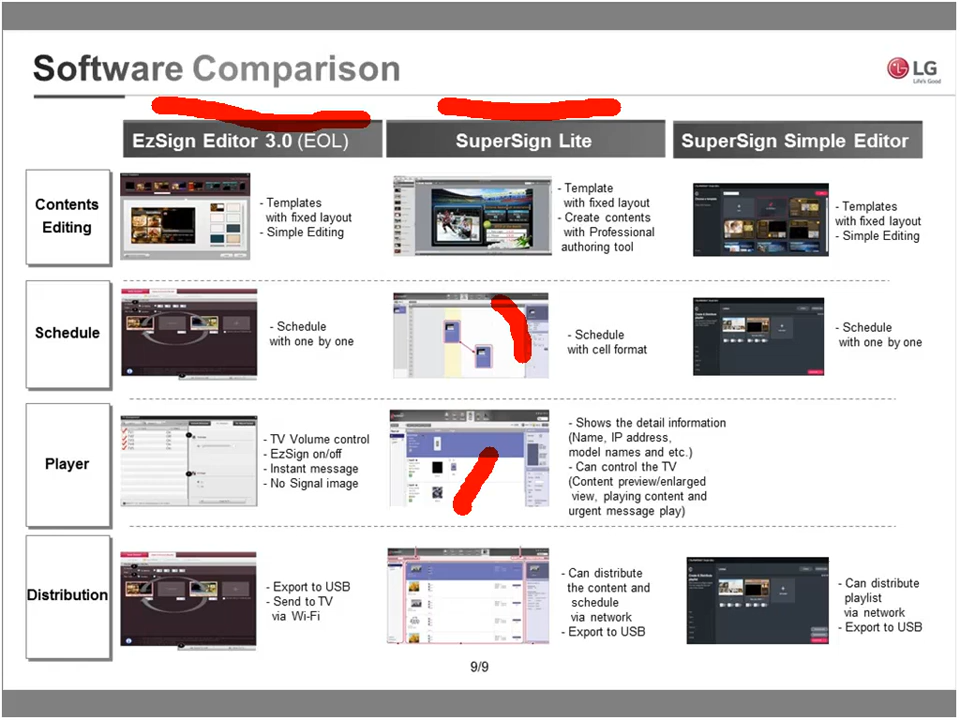 Software Comparison
LG
Life's Good
EzSign Editor 3.0 (EOL)
SuperSign Lite
SuperSign Simple Editor
Contents
Editing
- Templates
with fixed layout
- Simple Editing
- Template
with fixed layout
- Create contents
with Professional
authoring tool
- Templates
with fixed layout
- Simple Editing
Schedule
- Schedule
with one by one
- Schedule
with cell format
- Schedule
with one by one
Player
- TV Volume control
- EzSign on/off
- Instant message
- No Signal image
- Shows the detail information
(Name, IP address,
model names and etc.)
- Can control the TV
(Content preview/enlarged
view, playing content and
urgent message play)
Distribution
- Export to USB
- Send to TV
via Wi-Fi
- Can distribute
the content and
schedule
via network
- Export to USB
- Can distribute
playlist
via network
- Export to USB
9/9